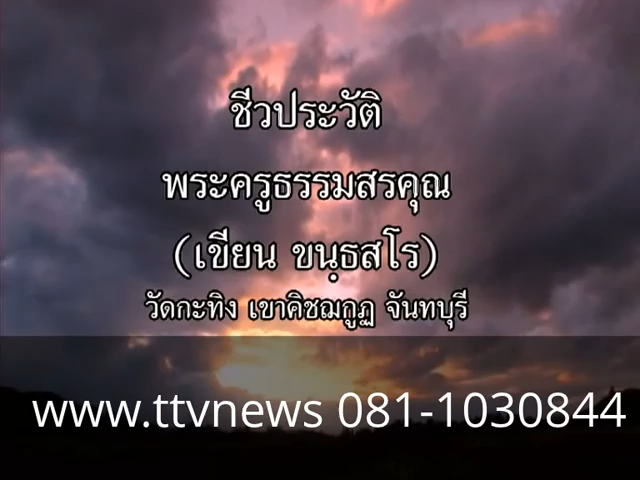 ชีวประวัติ
พระครูธรรมสรคุณ
(เขียน ขนฺธสโร)
วัดกะทิง เขาคิชฌกูฏ จันทบุรี
www.ttvnews 081-1030844